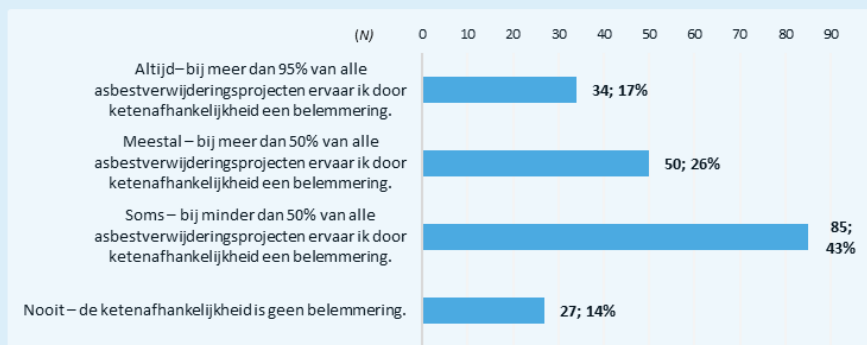 (N) 0 10 20 30 40 50 60 70 80 90
Altijd– bij meer dan 95% van alle
asbestverwijderingsprojecten ervaar ik door
ketenafhankelijkheid een belemmering.
34; 17%
Meestal – bij meer dan 50% van alle
asbestverwijderingsprojecten ervaar ik door
ketenafhankelijkheid een belemmering.
50; 26%
Soms – bij minder dan 50% van alle
asbestverwijderingsprojecten ervaar ik door
ketenafhankelijkheid een belemmering.
85;
43%
Nooit – de ketenafhankelijkheid is geen belemmering.
27; 14%